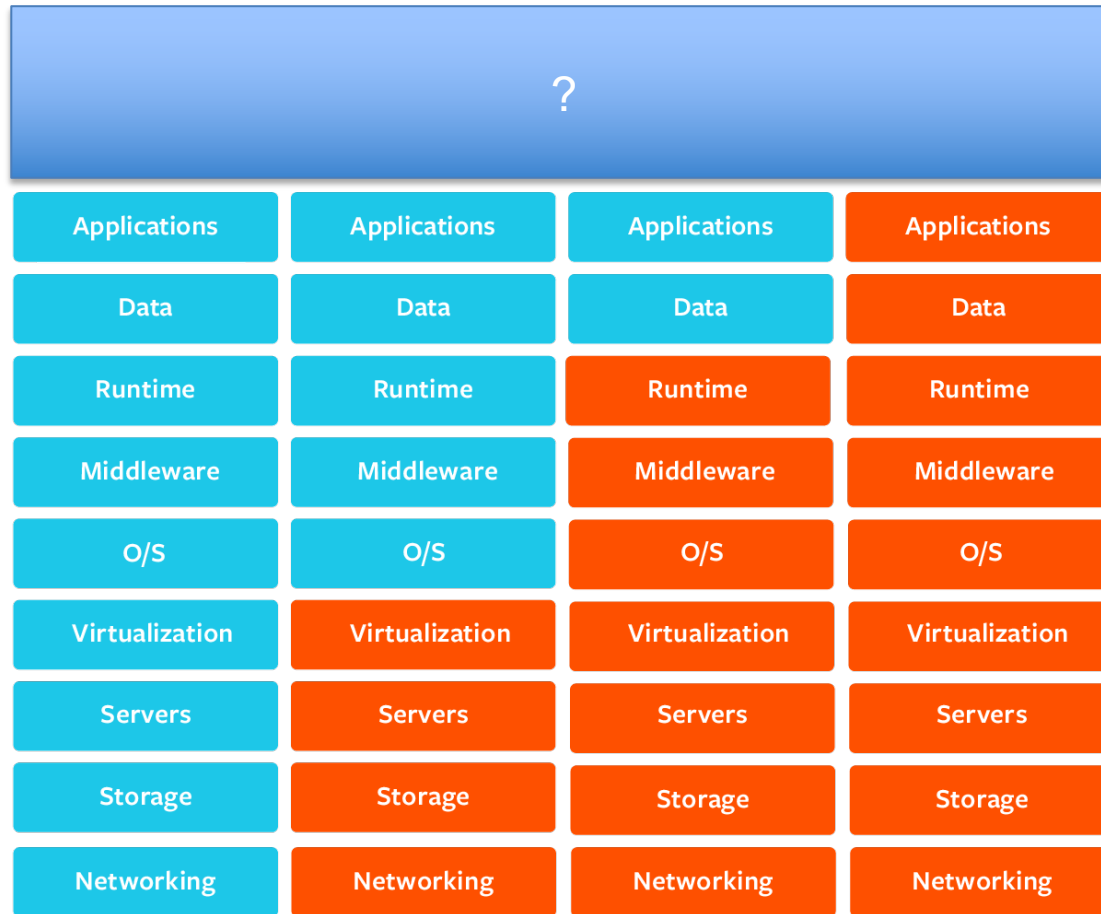 ?
Applications Applications Applications Applications
Data Data Data Data
Runtime Runtime Runtime Runtime
Middleware Middleware Middleware Middleware
O/S O/S O/S O/S
Virtualization Virtualization Virtualization Virtualization
Servers Servers Servers Servers
Storage Storage Storage Storage
Networking Networking Networking Networking